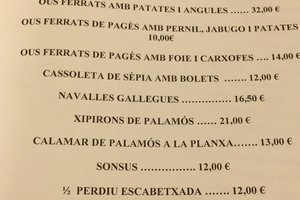 OUS FERRATS AMB PATATES I ANGULES ...... 32,00 €
OUS FERRATS DE PAGÈS AMB PERNIL, JABUGO I PATATES
10,00€
OUS FERRATS DE PAGÈS AMB FOIE I CARXOFES .... 14,00 €
CASSOLETA DE SÈPIA AMB BOLETS ....... 12,00 €
NAVALLES GALLEGUES ........... 16,50 €
XIPIRONS DE PALAMÓS ...... 21,00 €
CALAMAR DE PALAMÓS A LA PLANXA....... 13,00 €
SONSUS ................ 12,00 €
½ PERDIU ESCABETXADA ....... 12,00 €